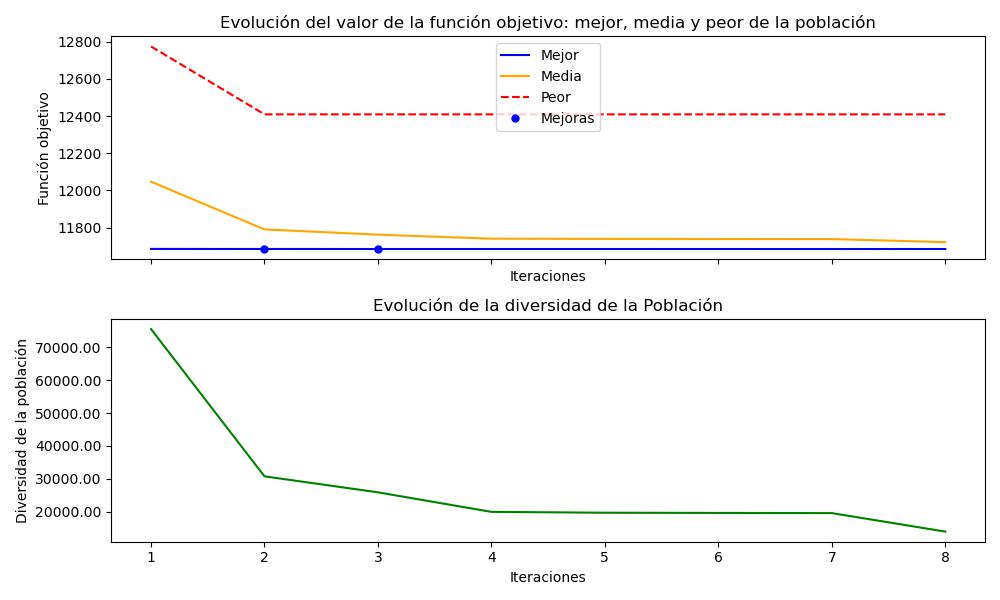 Evolución del valor de la función objetivo: mejor, media y peor de la población
Función objetivo
12800
12600
12400
12200
12000
11800
Mejor
Media
Peor
Mejoras
Iteraciones
Evolución de la diversidad de la Población
Diversidad de la población
70000.00
60000.00
50000.00
40000.00
30000.00
20000.00
1 2 3 4 5 6 7 8
Iteraciones